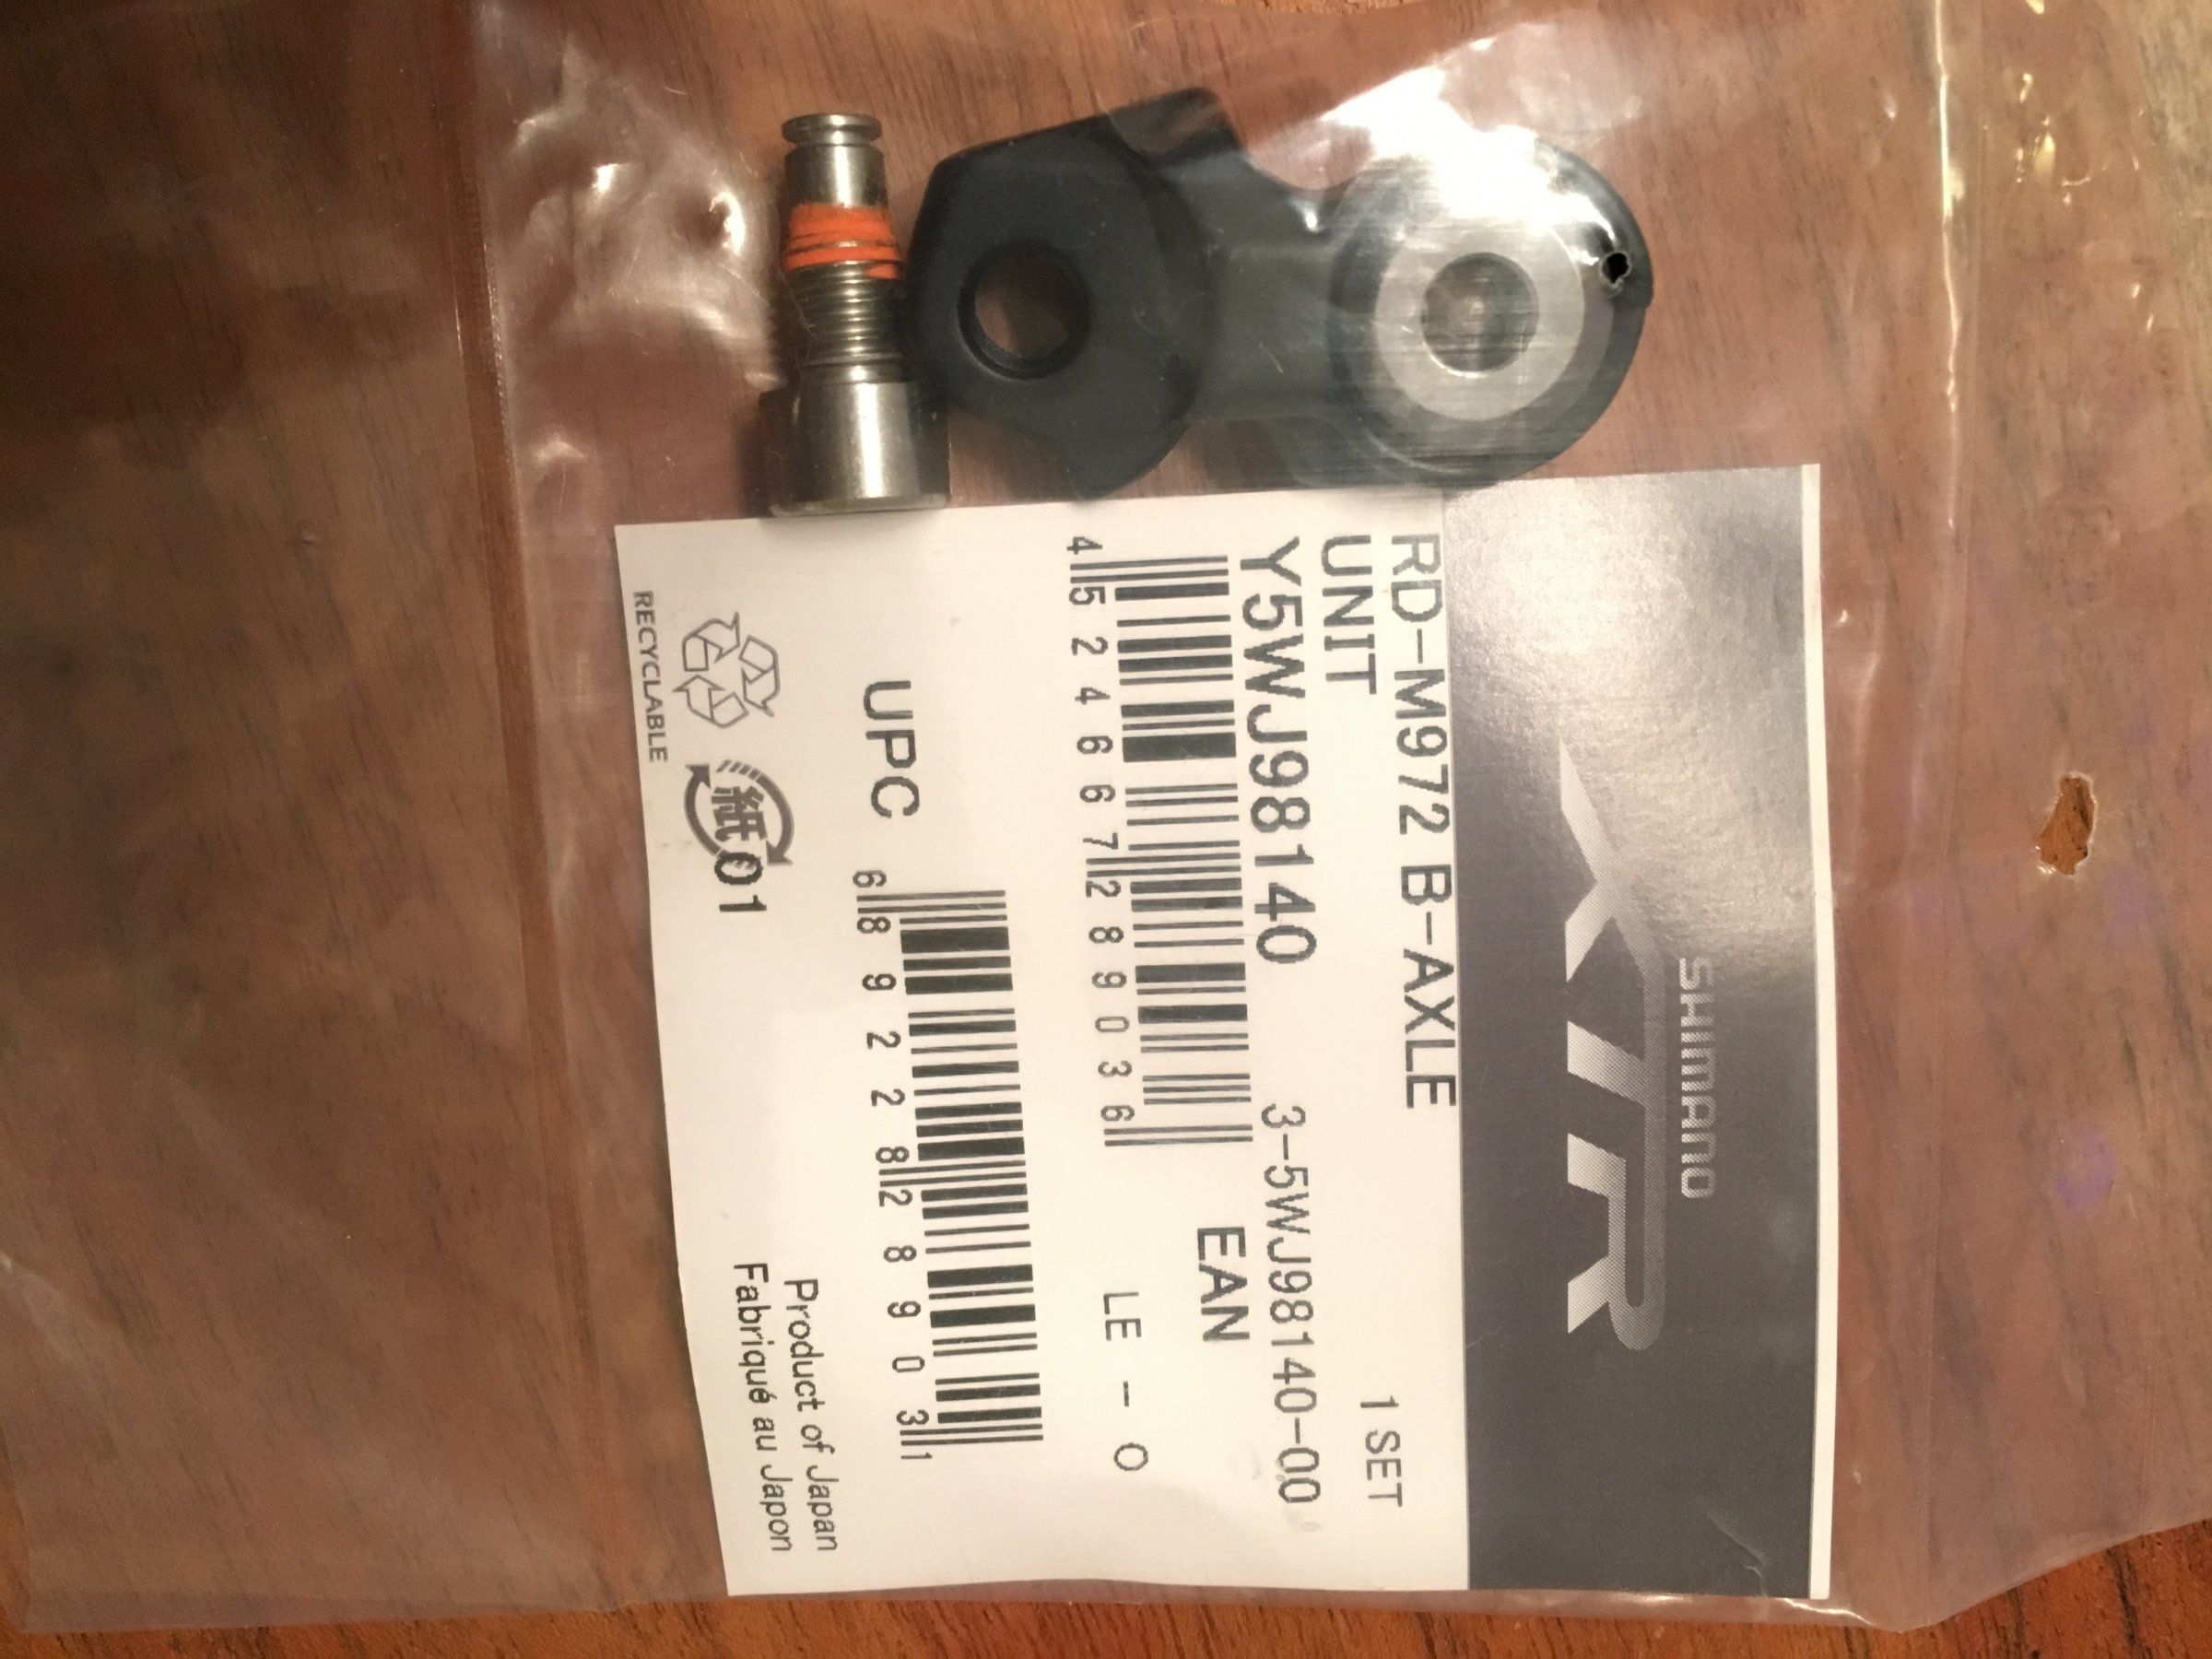 SHIMANO
XTR
RD-M972 B-AXLE
UNIT 1 SET
Y5WJ98140 3-5WJ98140-00
EAN
4 524667 289036
LE - O
UPC
6 89228 28903 1
紙 01
RECYCLABLE
Product of Japan
Fabriqué au Japon